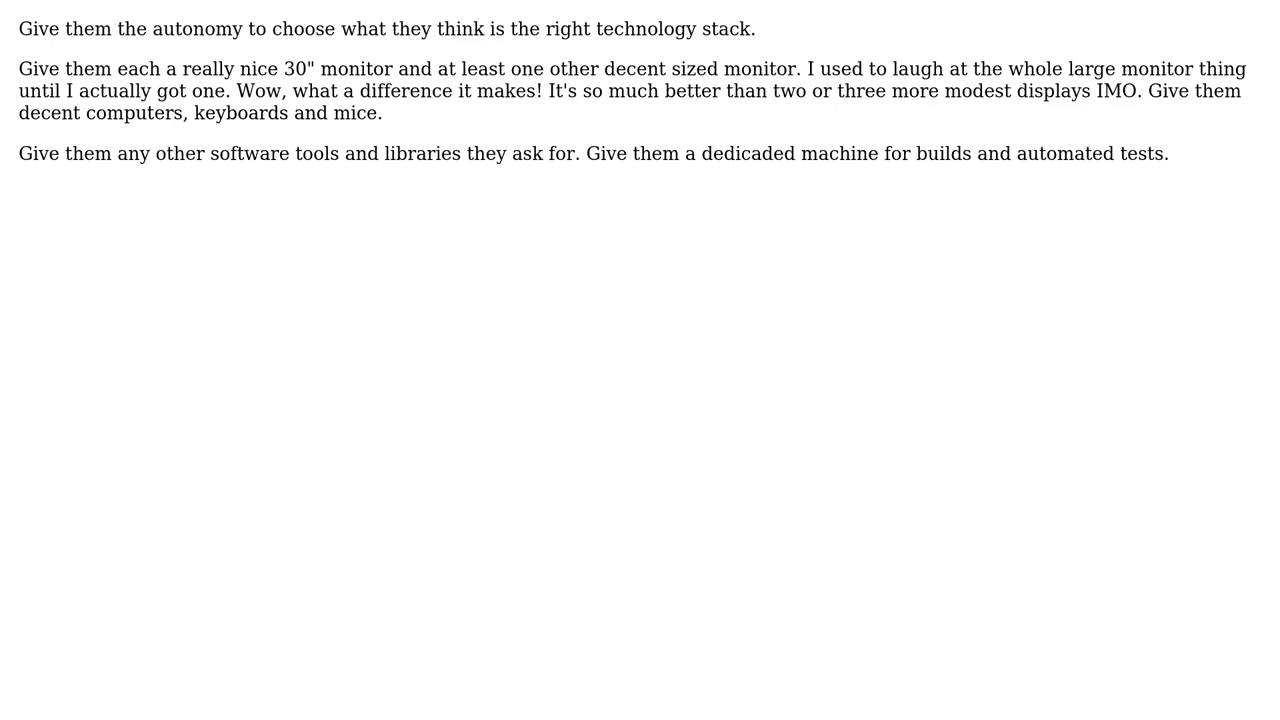 Give them the autonomy to choose what they think is the right technology stack.
Give them each a really nice 30" monitor and at least one other decent sized monitor. I used to laugh at the whole large monitor thing
until I actually got one. Wow, what a difference it makes! It's so much better than two or three more modest displays IMO. Give them
decent computers, keyboards and mice.
Give them any other software tools and libraries they ask for. Give them a dedicaded machine for builds and automated tests.